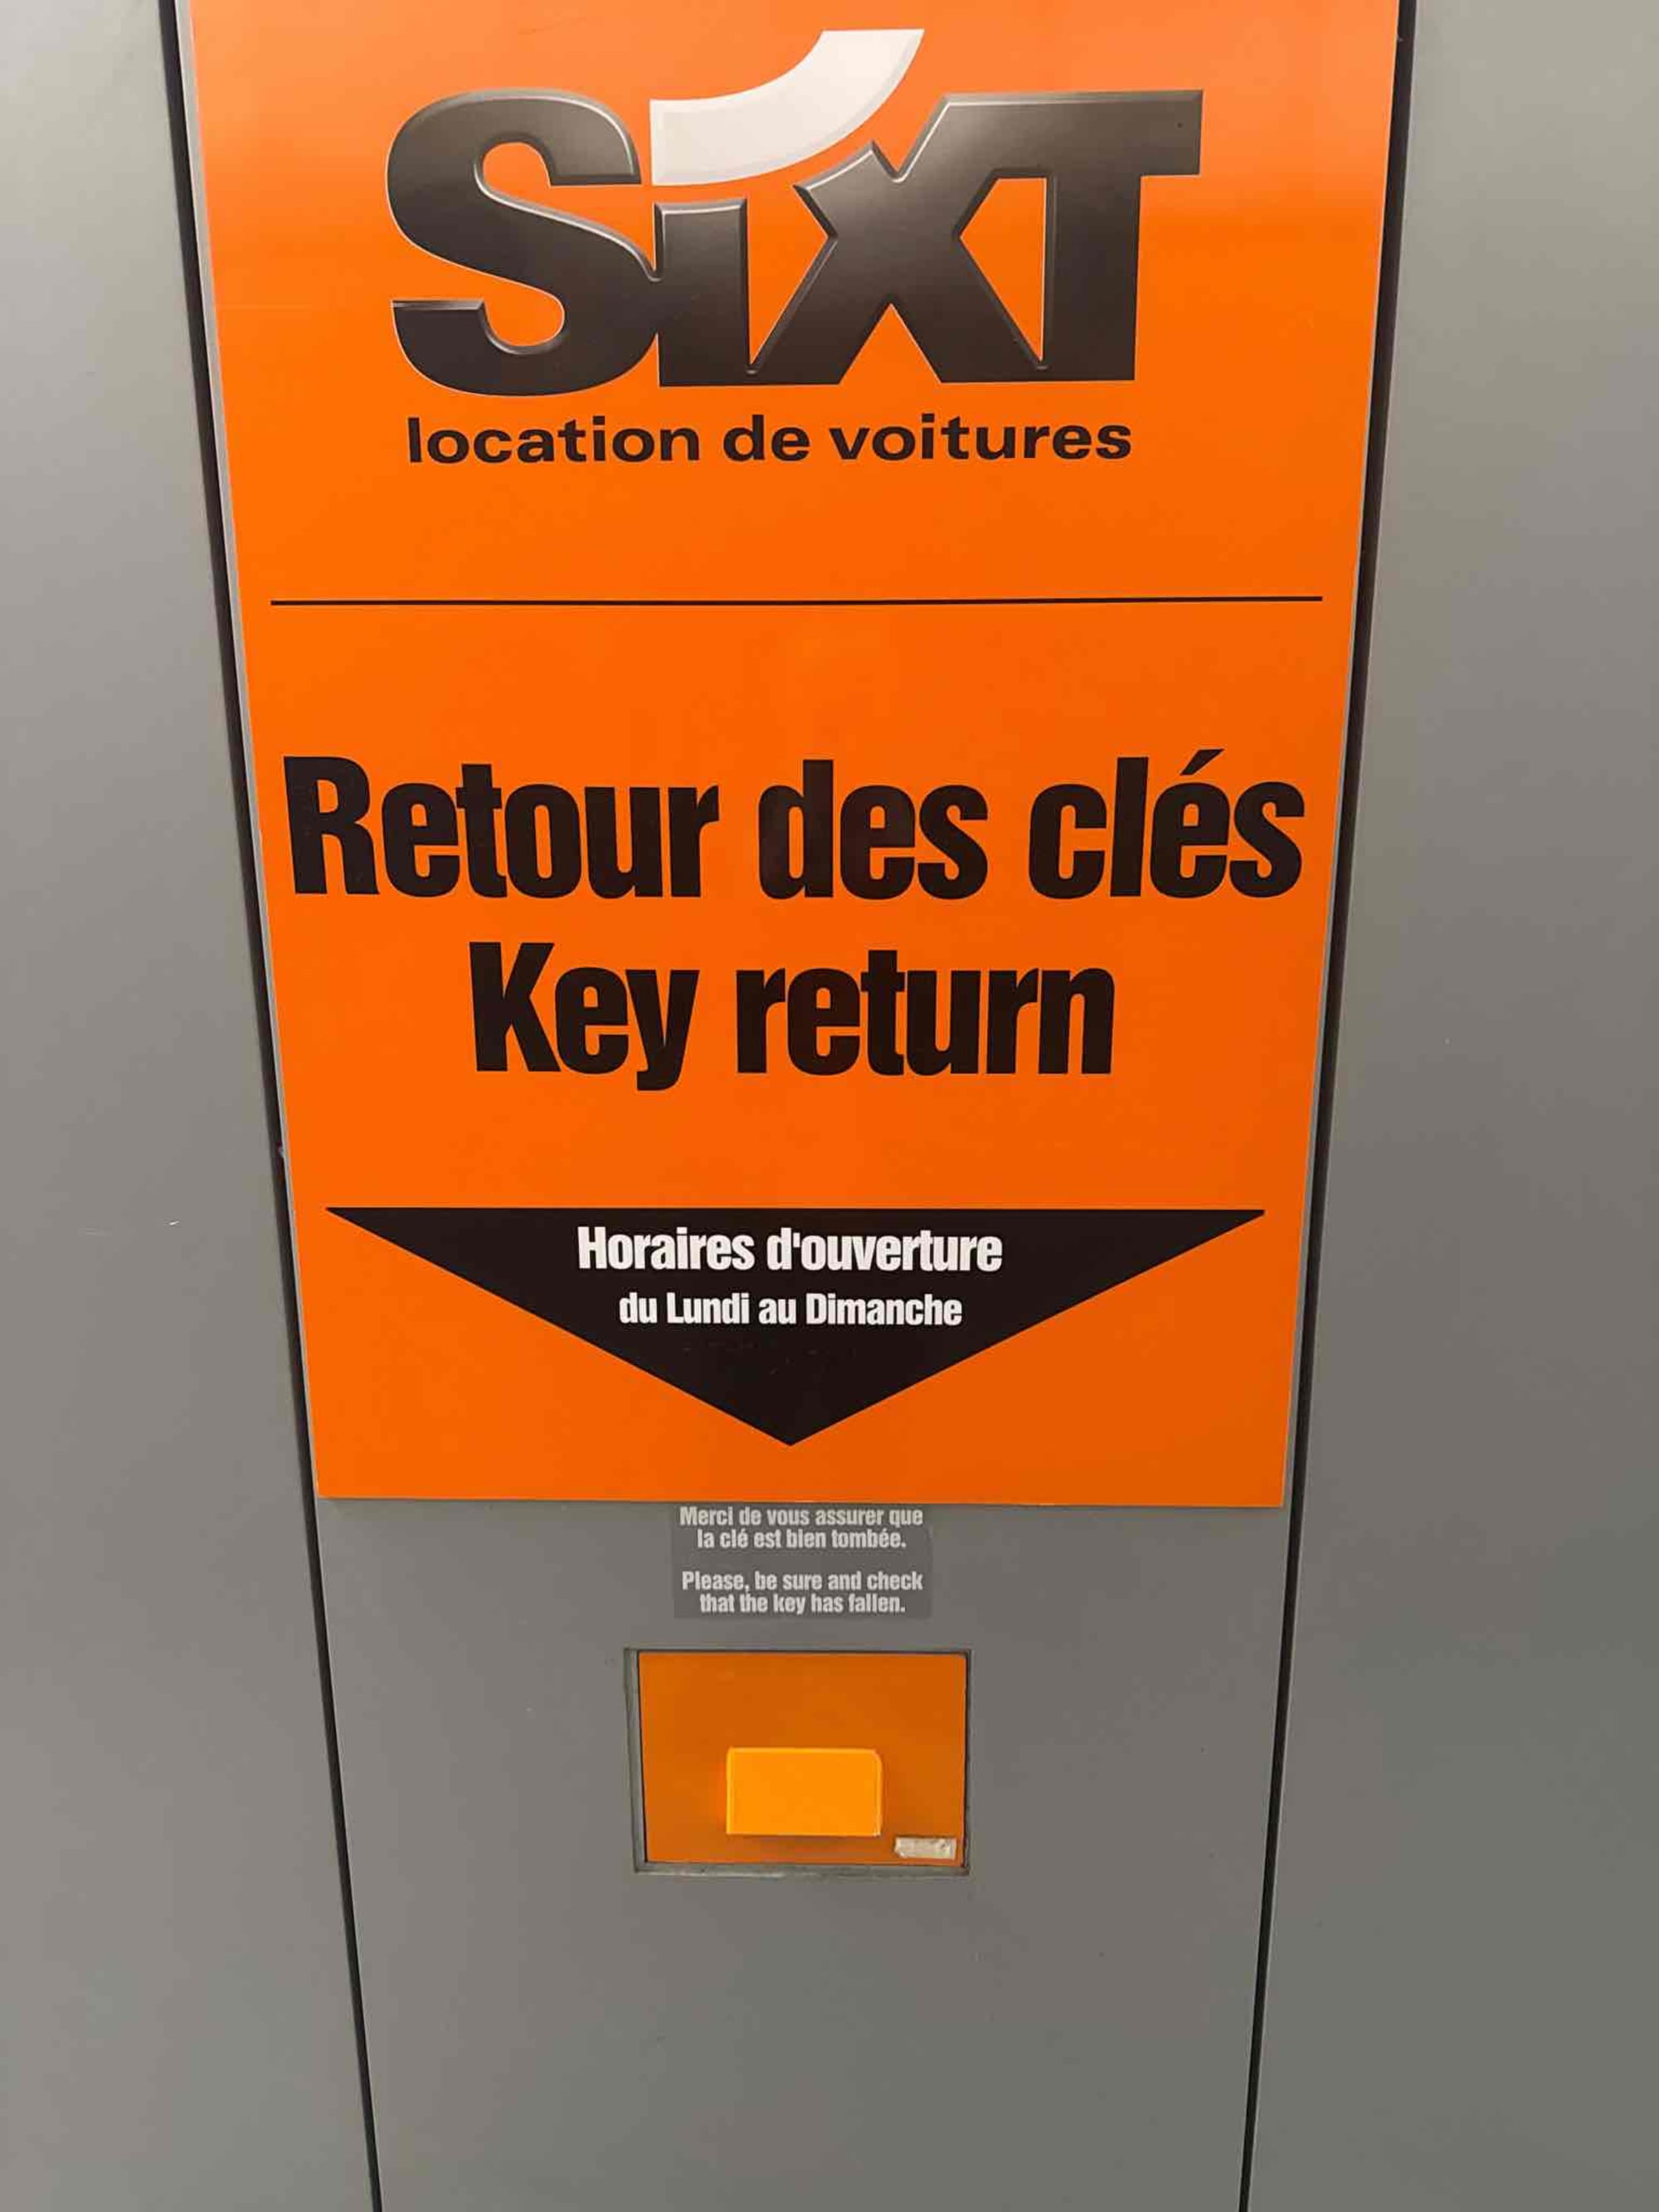 SIXT
location de voitures
Retour des clés
Key return
Horaires d'ouverture
du Lundi au Dimanche
Merci de vous assurer que
la clé est bien tombée.
Please, be sure and check
that the key has fallen.